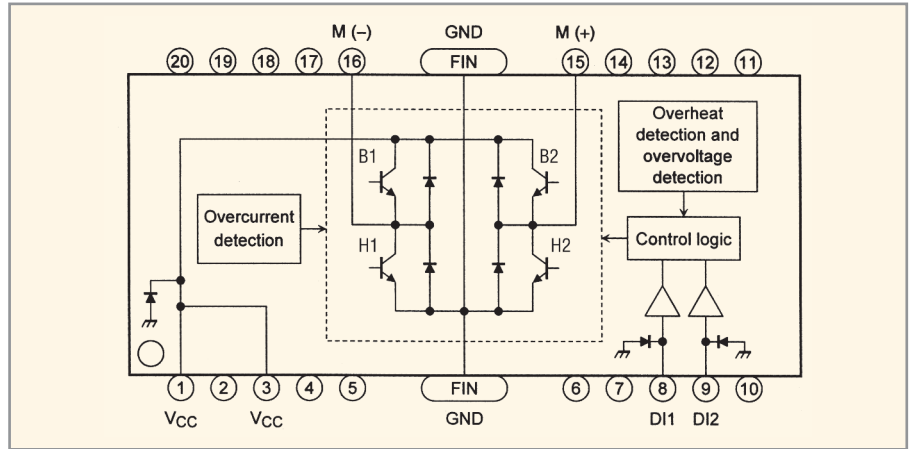 M (–) GND M (+)
20 19 18 17 16 FIN 15 14 13 12 11
Overheat
detection and
overvoltage
detection
B1 B2
Overcurrent
detection
Control logic
H1 H2
1 2 3 4 5 FIN 6 7 8 9 10
VCC VCC GND DI1 DI2